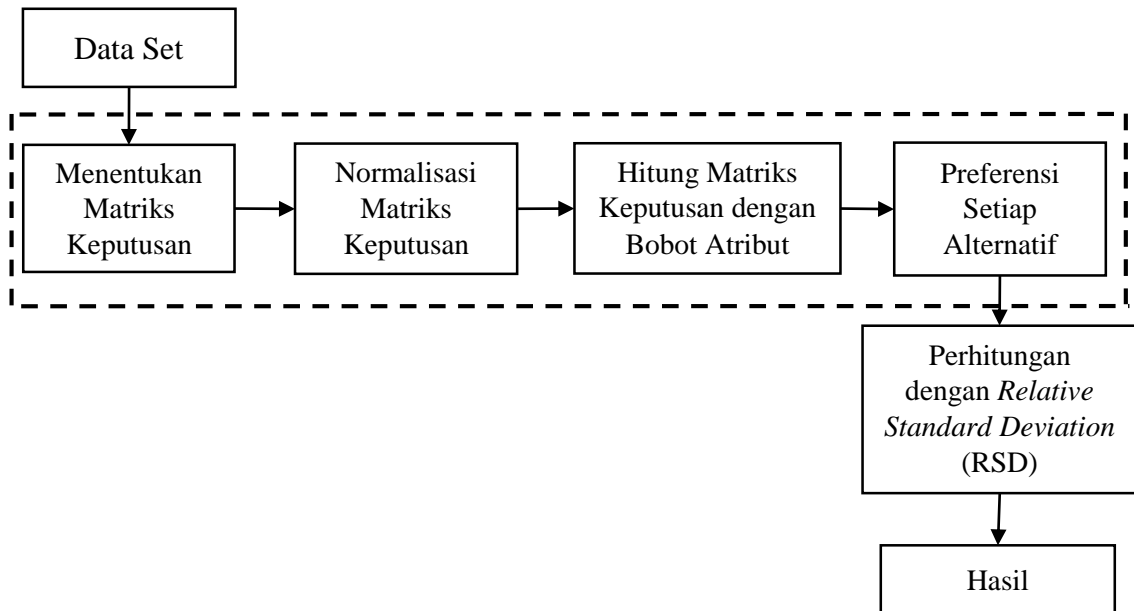 Data Set
Menentukan
Matriks
Keputusan
Normalisasi
Matriks
Keputusan
Hitung Matriks
Keputusan dengan
Bobot Atribut
Preferensi
Setiap
Alternatif
Perhitungan
dengan Relative
Standard Deviation
(RSD)
Hasil